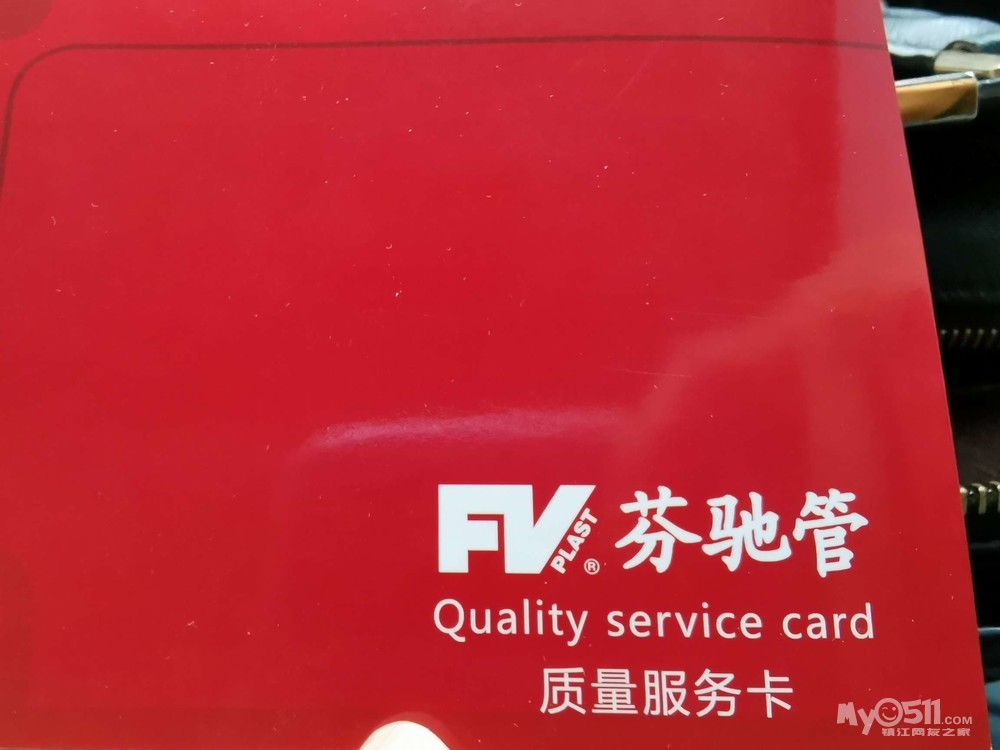 FV PLAST® 芬驰管
Quality service card
质量服务卡
My0511.COM
镇江网友之家